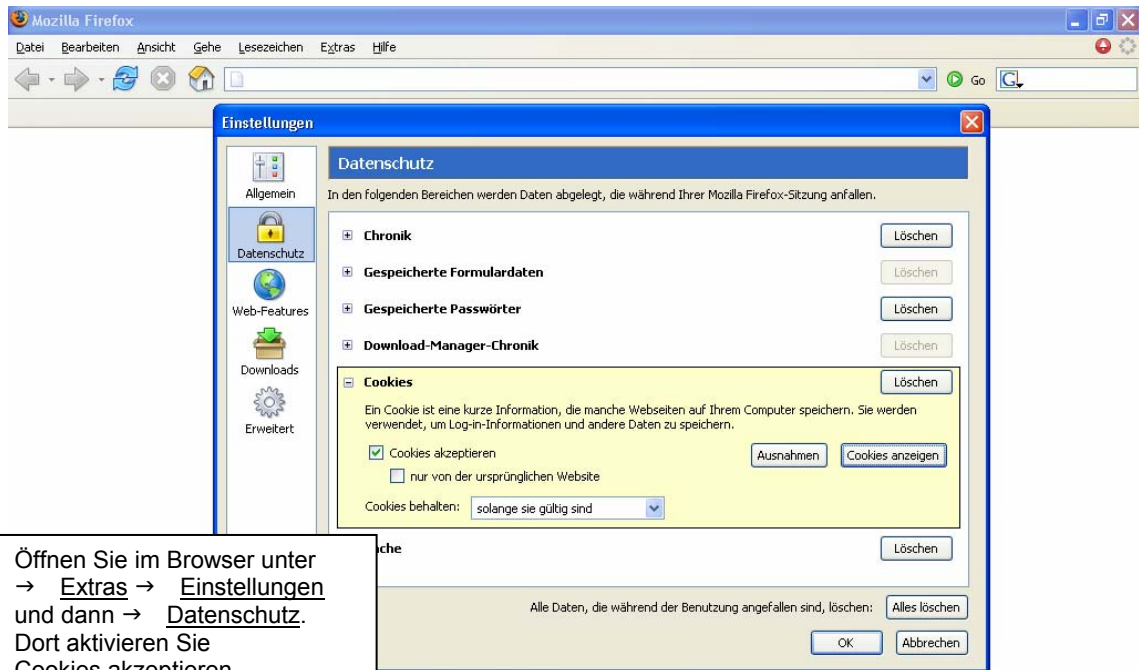 Mozilla Firefox
Datei Bearbeiten Ansicht Gehe Lesezeichen Extras Hilfe
Go G
Einstellungen
Allgemein
Datenschutz
Web-Features
Downloads
Erweitert
Datenschutz
In den folgenden Bereichen werden Daten abgelegt, die während Ihrer Mozilla Firefox-Sitzung anfallen.
Chronik Löschen
Gespeicherte Formulardaten Löschen
Gespeicherte Passwörter Löschen
Download-Manager-Chronik Löschen
Cookies Löschen
Ein Cookie ist eine kurze Information, die manche Webseiten auf Ihrem Computer speichern. Sie werden
verwendet, um Log-in-Informationen und andere Daten zu speichern.
Cookies akzeptieren Ausnahmen Cookies anzeigen
nur von der ursprünglichen Website
Cookies behalten: solange sie gültig sind
che Löschen
Alle Daten, die während der Benutzung angefallen sind, löschen: Alles löschen
OK Abbrechen
Öffnen Sie im Browser unter
→ Extras → Einstellungen
und dann → Datenschutz.
Dort aktivieren Sie
Cookies akzeptieren